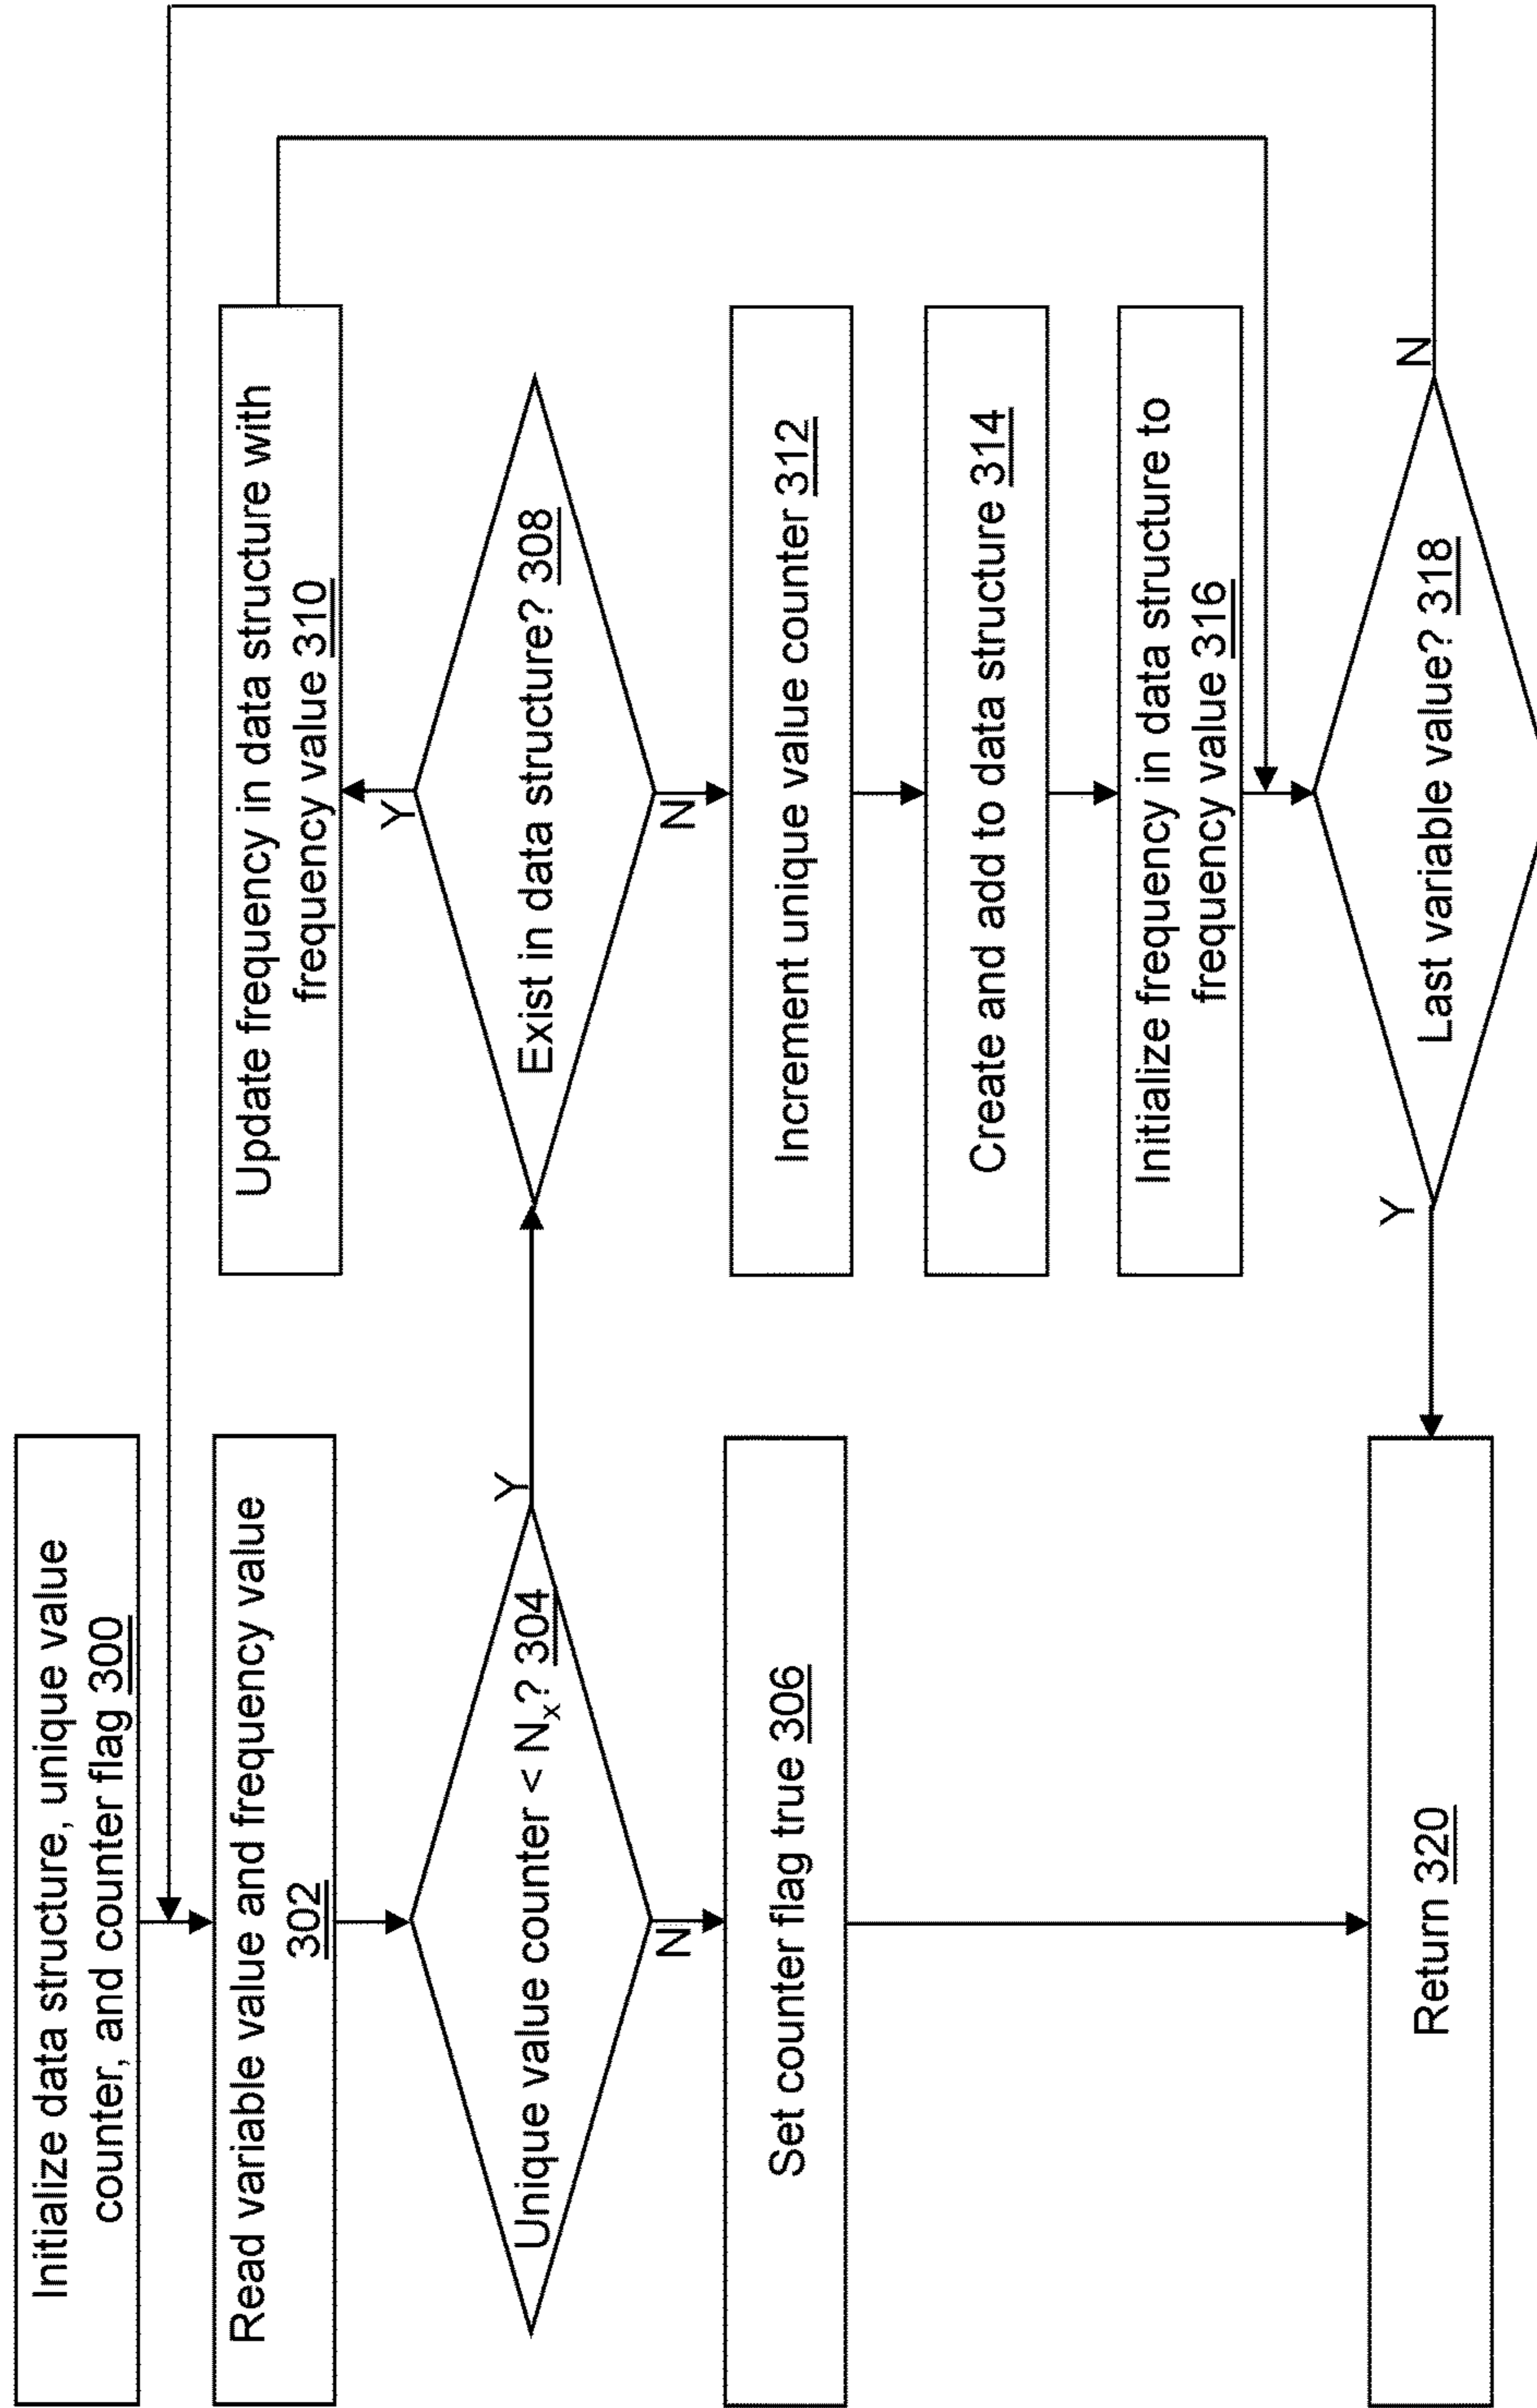 Initialize data structure, unique value
counter, and counter flag 300
Read variable value and frequency value
302
Unique value counter < Nₓ? 304
Y
N
Set counter flag true 306
Update frequency in data structure with
frequency value 310
Y
Exist in data structure? 308
N
Increment unique value counter 312
Create and add to data structure 314
Initialize frequency in data structure to
frequency value 316
Last variable value? 318
Y
N
Return 320